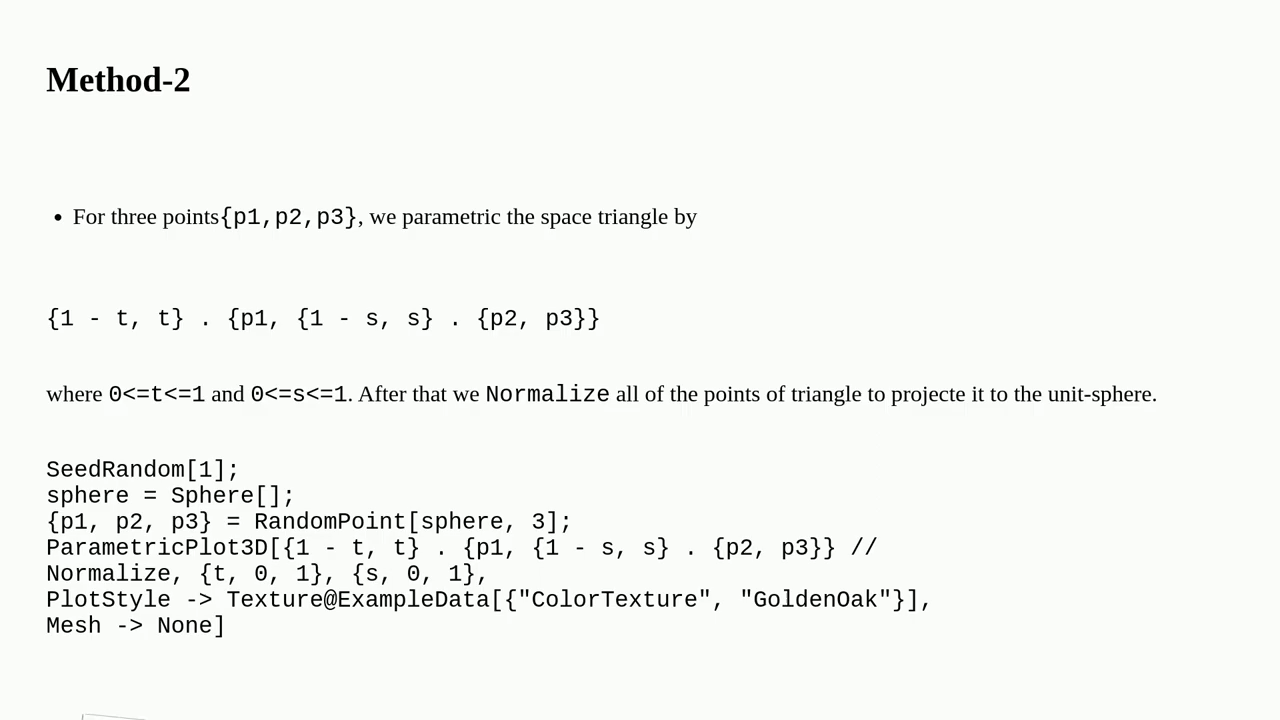 Method-2
• For three points{p1,p2,p3}, we parametric the space triangle by
{1 - t, t} . {p1, {1 - s, s} . {p2, p3}}
where 0<=t<=1 and 0<=s<=1. After that we Normalize all of the points of triangle to projecte it to the unit-sphere.
SeedRandom[1];
sphere = Sphere[];
{p1, p2, p3} = RandomPoint[sphere, 3];
ParametricPlot3D[{1 - t, t} . {p1, {1 - s, s} . {p2, p3}} //
Normalize, {t, 0, 1}, {s, 0, 1},
PlotStyle -> Texture@ExampleData[{"ColorTexture", "GoldenOak"}],
Mesh -> None]